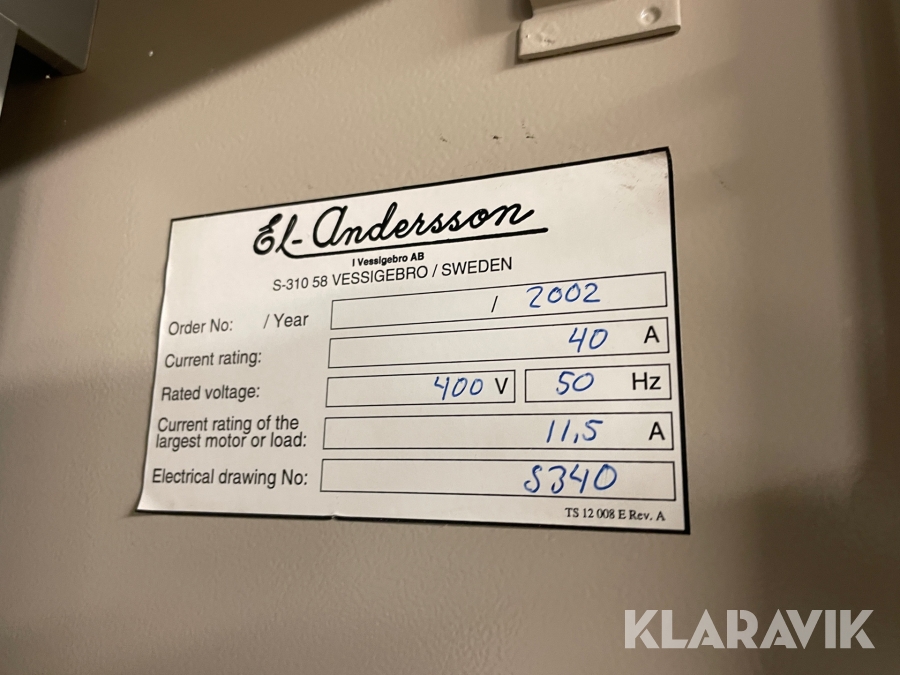 El-Andersson
I Vessigebro AB
S-310 58 VESSIGEBRO / SWEDEN
Order No: / Year / 2002
Current rating: 40 A
Rated voltage: 400 V 50 Hz
Current rating of the
largest motor or load: 11,5 A
Electrical drawing No: S340
TS 12 008 E Rev. A
KLARAVIK